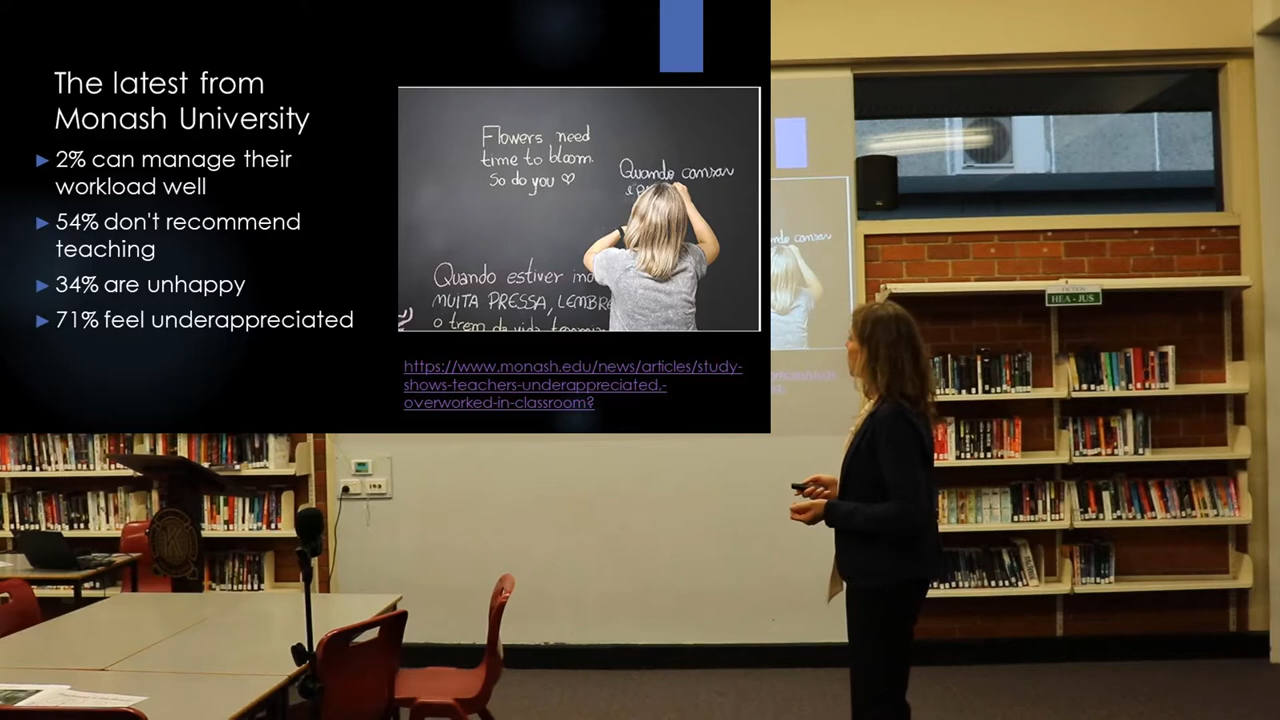 The latest from
Monash University
2% can manage their
workload well
54% don't recommend
teaching
34% are unhappy
71% feel underappreciated
Flowers need
time to bloom.
So do you ♡
Quando cansar
Quando estiver
MUITA PRESSA,
o trem da vida
https://www.monash.edu/news/articles/study-
shows-teachers-underappreciated,-
overworked-in-classroom?
FICTION
HEA - JUS